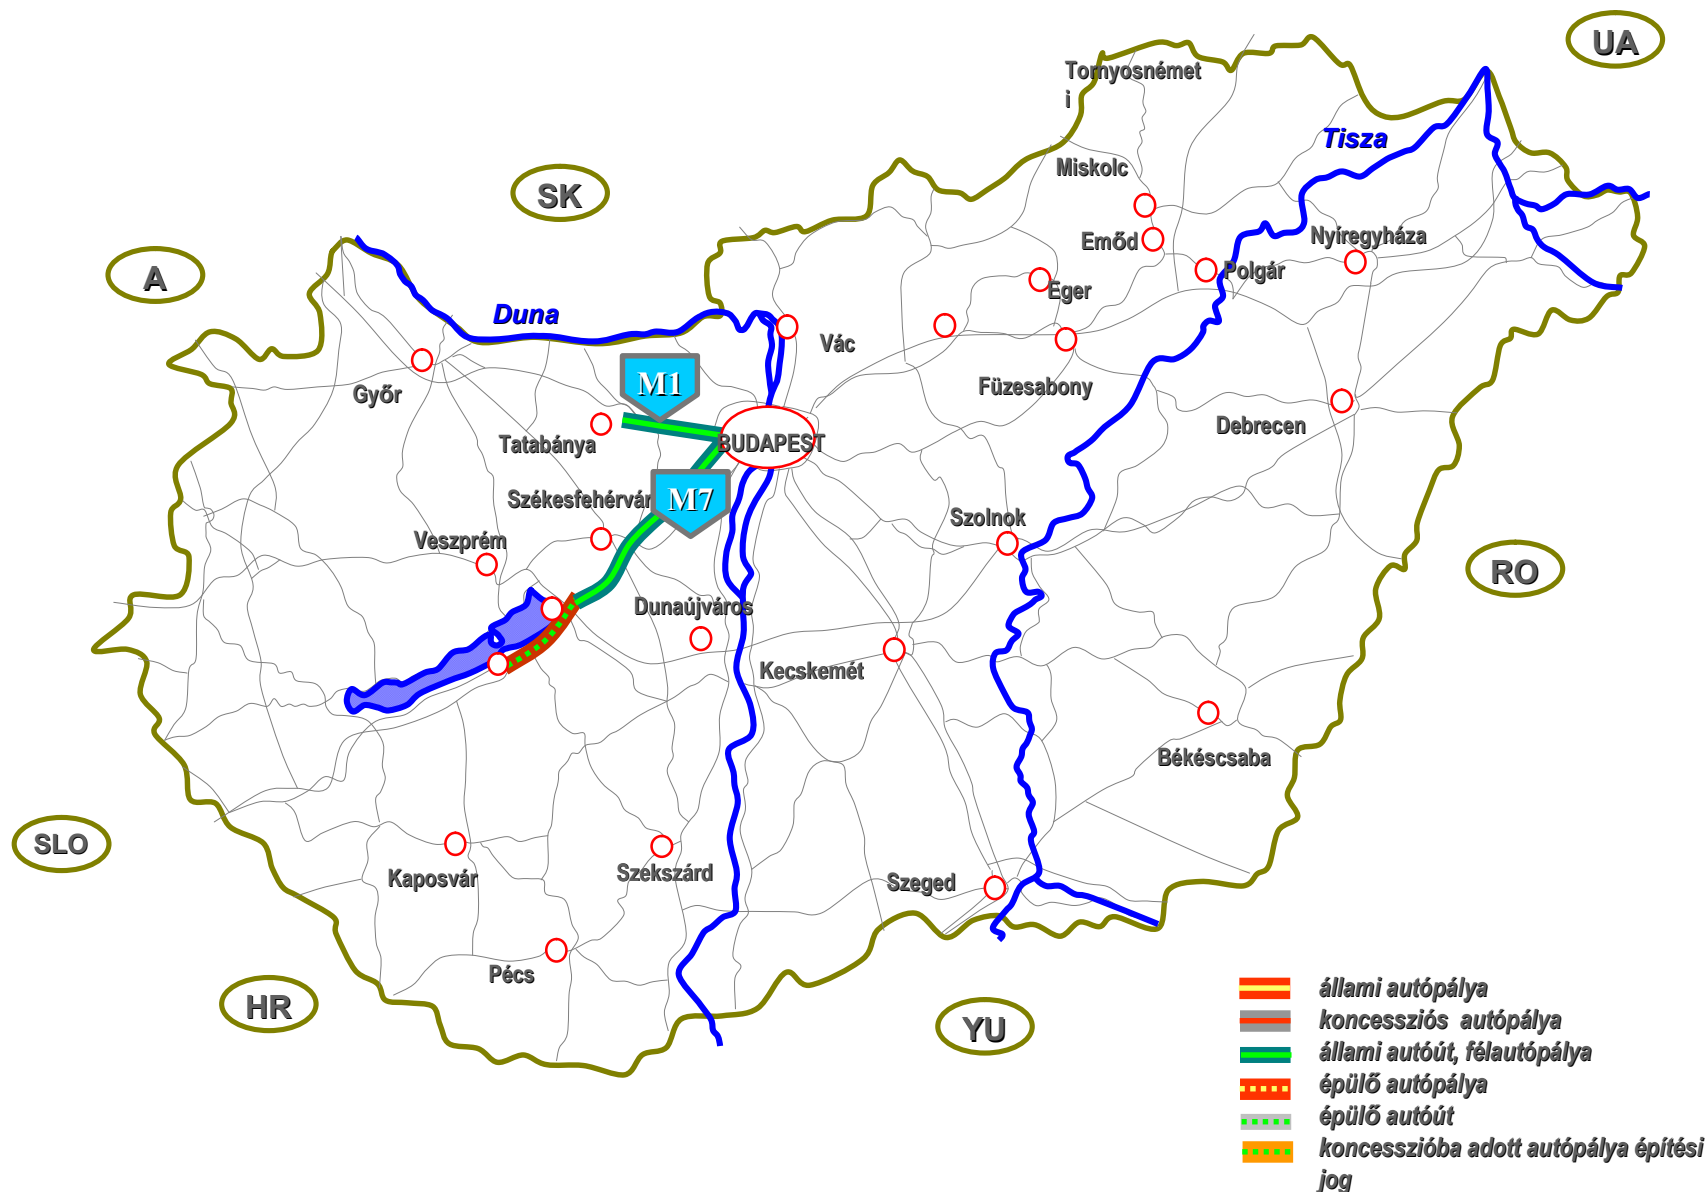 UA
Tornyosnémet
i
Tisza
Miskolc
SK
Emőd
Nyíregyháza
A
Polgár
Eger
Duna
Vác
M1
Győr
Füzesabony
Debrecen
Tatabánya
BUDAPEST
Székesfehérvár
M7
Szolnok
Veszprém
RO
Dunaújváros
Kecskemét
Békéscsaba
SLO
Kaposvár
Szekszárd
Szeged
Pécs
HR
YU
állami autópálya
koncessziós autópálya
állami autóút, félautópálya
épülő autópálya
épülő autóút
koncesszióba adott autópálya építési
jog